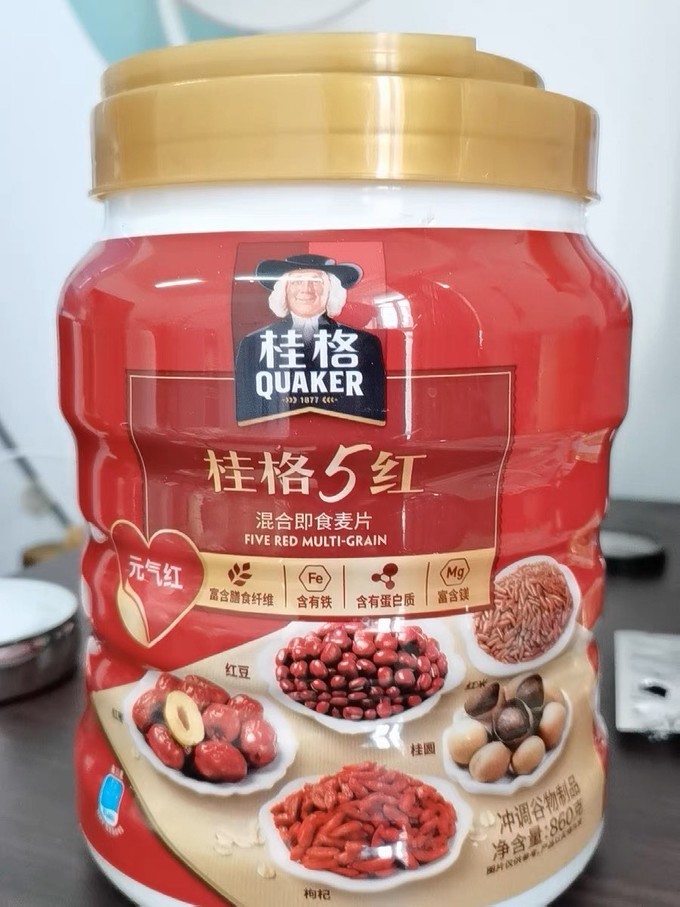 桂格
QUAKER
1877
桂格5红
混合即食麦片
FIVE RED MULTI-GRAIN
元气红
富含膳食纤维
Fe
含有铁
含有蛋白质
Mg
富含镁
红豆
红米
桂圆
枸杞
冲调谷物制品
净含量:860克